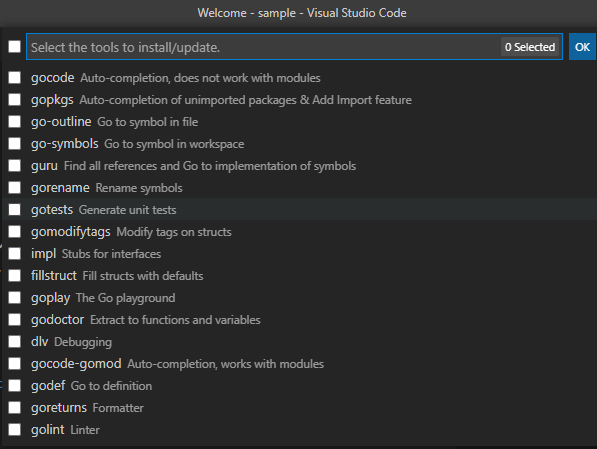 Welcome - sample - Visual Studio Code
Select the tools to install/update. 0 Selected OK
gocode Auto-completion, does not work with modules
gopkgs Auto-completion of unimported packages & Add Import feature
go-outline Go to symbol in file
go-symbols Go to symbol in workspace
guru Find all references and Go to implementation of symbols
gorename Rename symbols
gotests Generate unit tests
gomodifytags Modify tags on structs
impl Stubs for interfaces
fillstruct Fill structs with defaults
goplay The Go playground
godoctor Extract to functions and variables
dlv Debugging
gocode-gomod Auto-completion, works with modules
godef Go to definition
goreturns Formatter
golint Linter